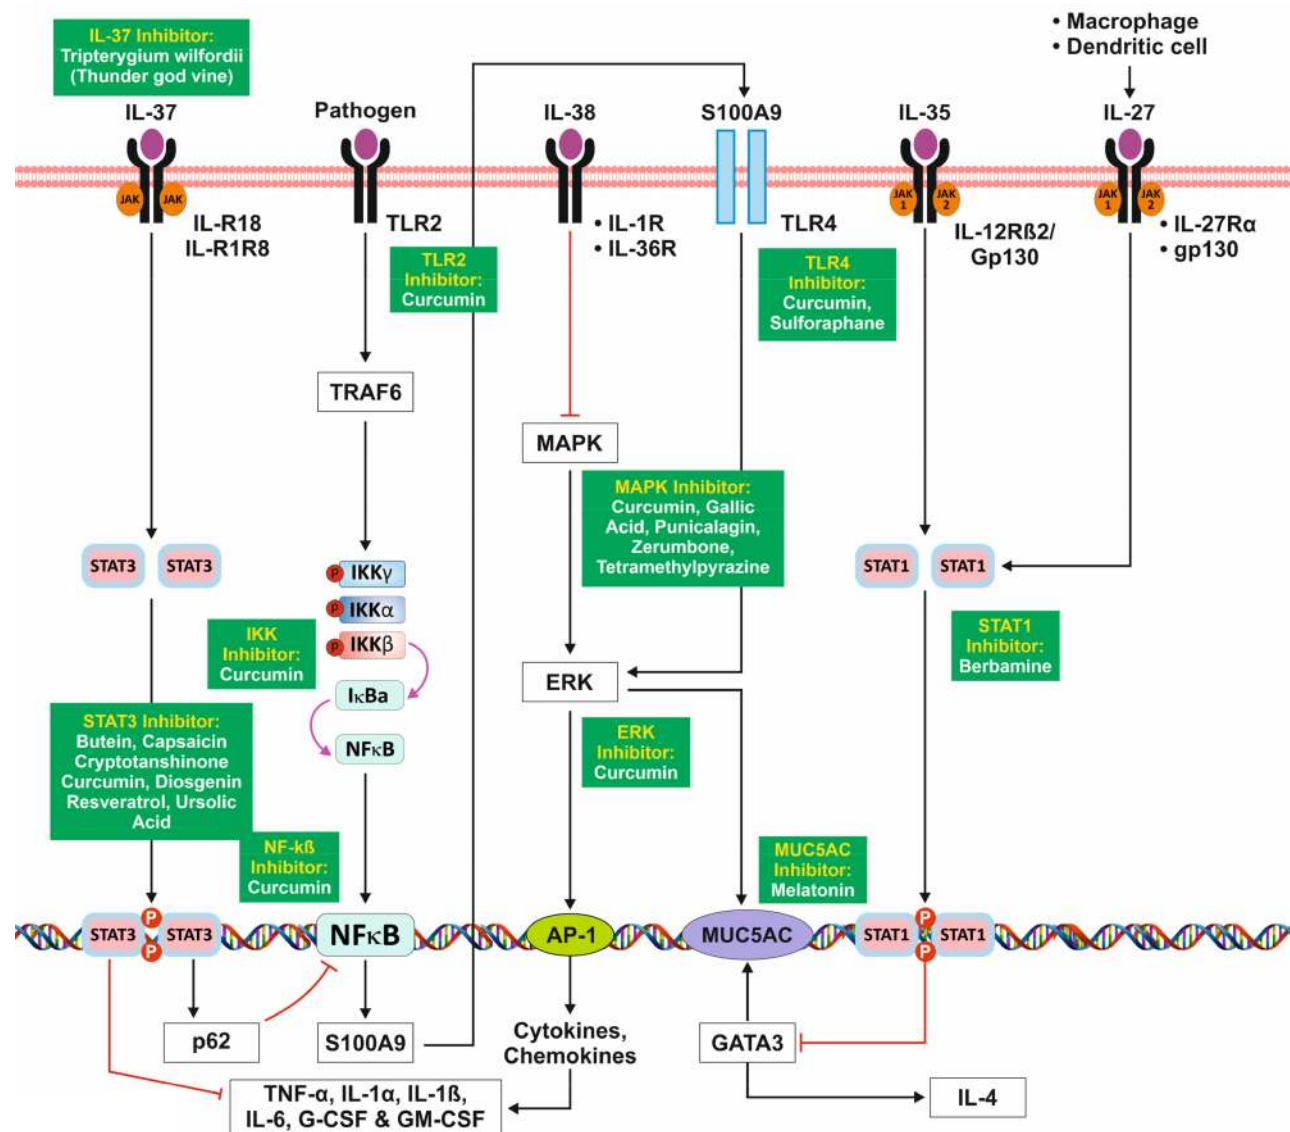 IL-37 Inhibitor:
Tripterygium wilfordii
(Thunder god vine)
• Macrophage
• Dendritic cell
IL-37
Pathogen
IL-38
S100A9
IL-35
IL-27
JAK
JAK
JAK
1
JAK
2
JAK
1
JAK
2
IL-R18
IL-R1R8
TLR2
• IL-1R
• IL-36R
TLR4
IL-12Rß2/
Gp130
• IL-27Rα
• gp130
TLR2
Inhibitor:
Curcumin
TLR4
Inhibitor:
Curcumin,
Sulforaphane
TRAF6
MAPK
MAPK Inhibitor:
Curcumin, Gallic
Acid, Punicalagin,
Zerumbone,
Tetramethylpyrazine
STAT3
STAT3
P
IKKγ
P
IKKα
P
IKKβ
STAT1
STAT1
IKK
Inhibitor:
Curcumin
STAT1
Inhibitor:
Berbamine
IκBa
ERK
STAT3 Inhibitor:
Butein, Capsaicin
Cryptotanshinone
Curcumin, Diosgenin
Resveratrol, Ursolic
Acid
NFκB
ERK
Inhibitor:
Curcumin
NF-kß
Inhibitor:
Curcumin
MUC5AC
Inhibitor:
Melatonin
STAT3
P
P
STAT3
NFκB
AP-1
MUC5AC
STAT1
P
P
STAT1
p62
S100A9
Cytokines,
Chemokines
GATA3
TNF-α, IL-1α, IL-1ß,
IL-6, G-CSF & GM-CSF
IL-4